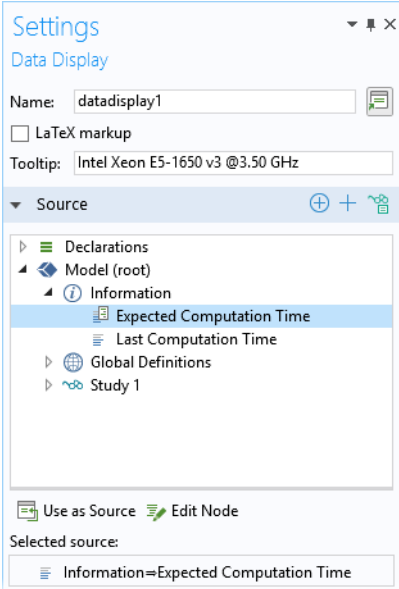 Settings
Data Display
Name: datadisplay1
LaTeX markup
Tooltip: Intel Xeon E5-1650 v3 @3.50 GHz
Source
Declarations
Model (root)
Information
Expected Computation Time
Last Computation Time
Global Definitions
Study 1
Use as Source Edit Node
Selected source:
Information⇒Expected Computation Time